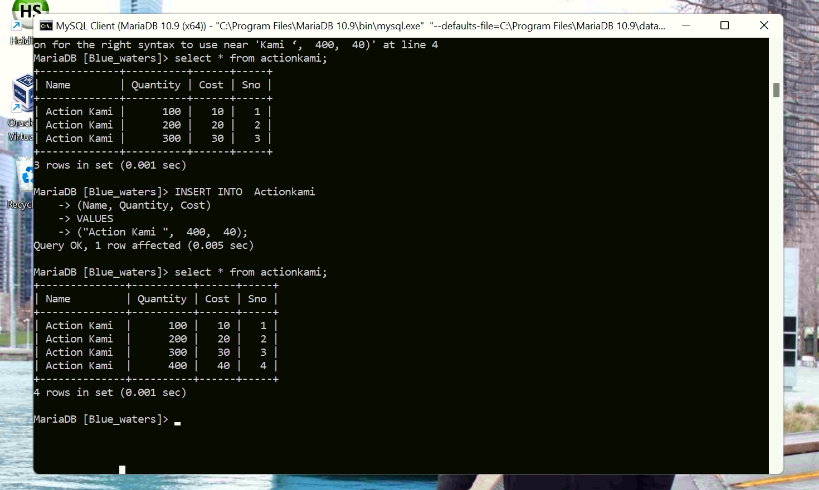 HS
MySQL Client (MariaDB 10.9 (x64)) - "C:\Program Files\MariaDB 10.9\bin\mysql.exe" "--defaults-file=C:\Program Files\MariaDB 10.9\data...
on for the right syntax to use near 'Kami ‘, 400, 40)' at line 4
MariaDB [Blue_waters]> select * from actionkami;
+--------------+----------+------+-----+
| Name | Quantity | Cost | Sno |
+--------------+----------+------+-----+
| Action Kami | 100 | 10 | 1 |
| Action Kami | 200 | 20 | 2 |
| Action Kami | 300 | 30 | 3 |
+--------------+----------+------+-----+
3 rows in set (0.001 sec)
MariaDB [Blue_waters]> INSERT INTO Actionkami
-> (Name, Quantity, Cost)
-> VALUES
-> ("Action Kami ", 400, 40);
Query OK, 1 row affected (0.005 sec)
MariaDB [Blue_waters]> select * from actionkami;
+---------------+----------+------+-----+
| Name | Quantity | Cost | Sno |
+---------------+----------+------+-----+
| Action Kami | 100 | 10 | 1 |
| Action Kami | 200 | 20 | 2 |
| Action Kami | 300 | 30 | 3 |
| Action Kami | 400 | 40 | 4 |
+---------------+----------+------+-----+
4 rows in set (0.001 sec)
MariaDB [Blue_waters]>